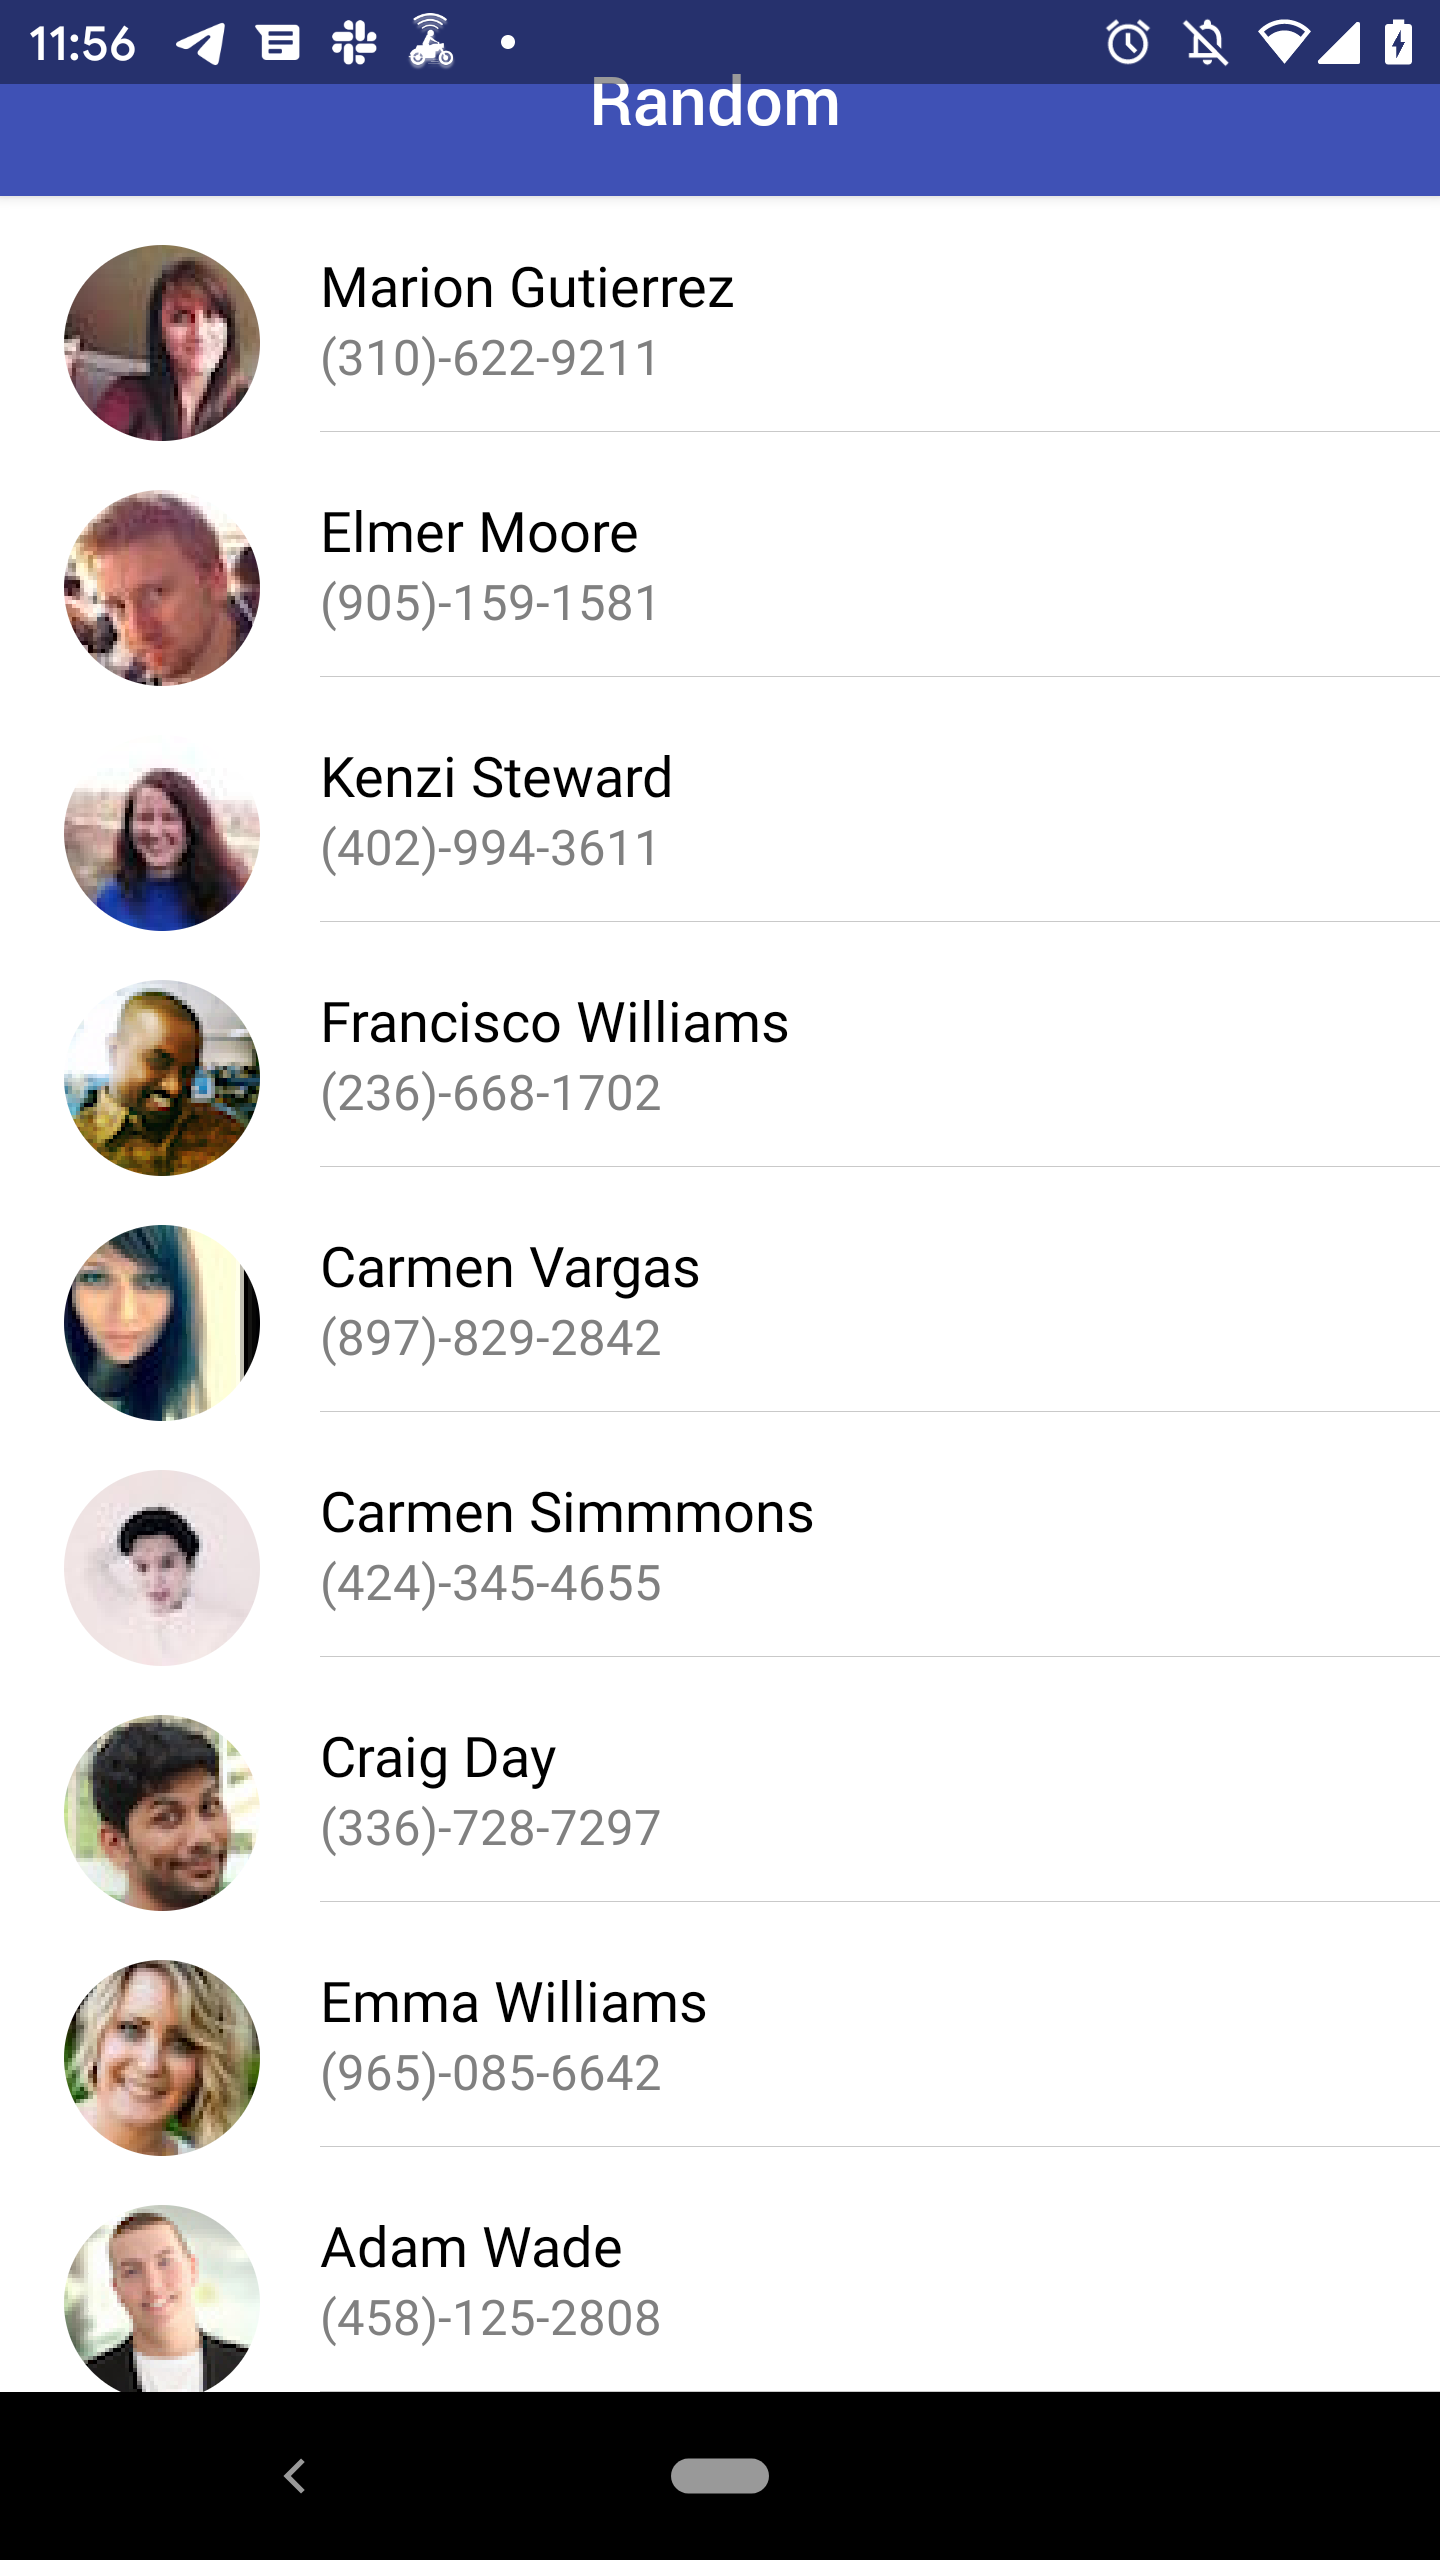 11:56
Random
Marion Gutierrez
(310)-622-9211
Elmer Moore
(905)-159-1581
Kenzi Steward
(402)-994-3611
Francisco Williams
(236)-668-1702
Carmen Vargas
(897)-829-2842
Carmen Simmmons
(424)-345-4655
Craig Day
(336)-728-7297
Emma Williams
(965)-085-6642
Adam Wade
(458)-125-2808